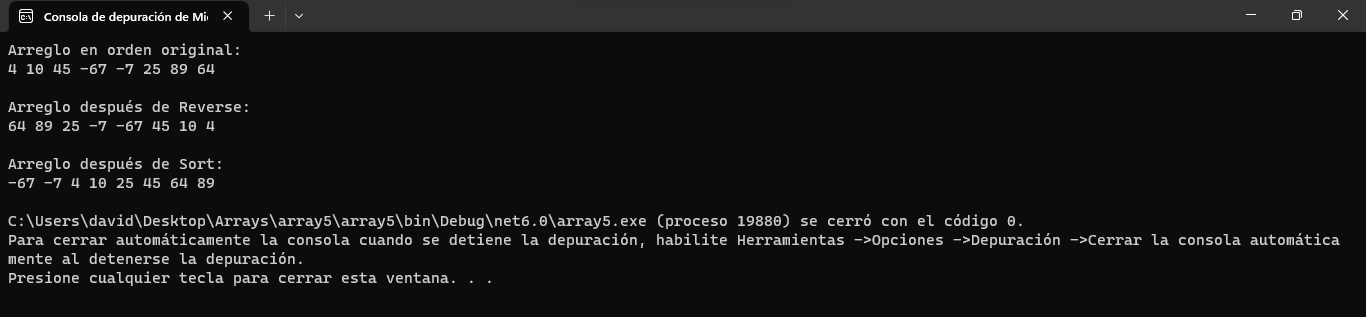 Consola de depuración de Mi
Arreglo en orden original:
4 10 45 -67 -7 25 89 64
Arreglo después de Reverse:
64 89 25 -7 -67 45 10 4
Arreglo después de Sort:
-67 -7 4 10 25 45 64 89
C:\Users\david\Desktop\Arrays\array5\array5\bin\Debug\net6.0\array5.exe (proceso 19880) se cerró con el código 0.
Para cerrar automáticamente la consola cuando se detiene la depuración, habilite Herramientas ->Opciones ->Depuración ->Cerrar la consola automática
mente al detenerse la depuración.
Presione cualquier tecla para cerrar esta ventana. . .